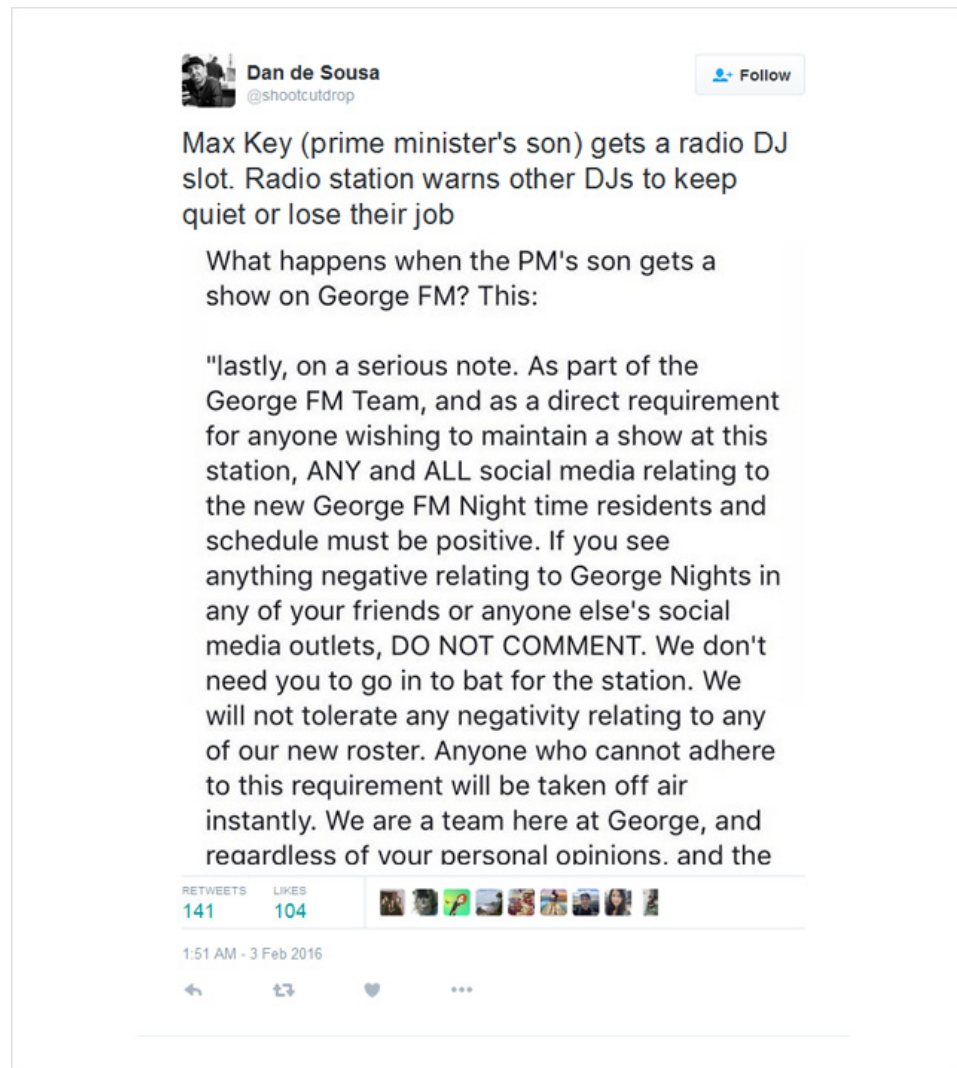 Dan de Sousa
@shootcutdrop
Follow
Max Key (prime minister's son) gets a radio DJ
slot. Radio station warns other DJs to keep
quiet or lose their job
What happens when the PM's son gets a
show on George FM? This:
"lastly, on a serious note. As part of the
George FM Team, and as a direct requirement
for anyone wishing to maintain a show at this
station, ANY and ALL social media relating to
the new George FM Night time residents and
schedule must be positive. If you see
anything negative relating to George Nights in
any of your friends or anyone else's social
media outlets, DO NOT COMMENT. We don't
need you to go in to bat for the station. We
will not tolerate any negativity relating to any
of our new roster. Anyone who cannot adhere
to this requirement will be taken off air
instantly. We are a team here at George, and
regardless of your personal opinions, and the
RETWEETS LIKES
141 104
1:51 AM - 3 Feb 2016